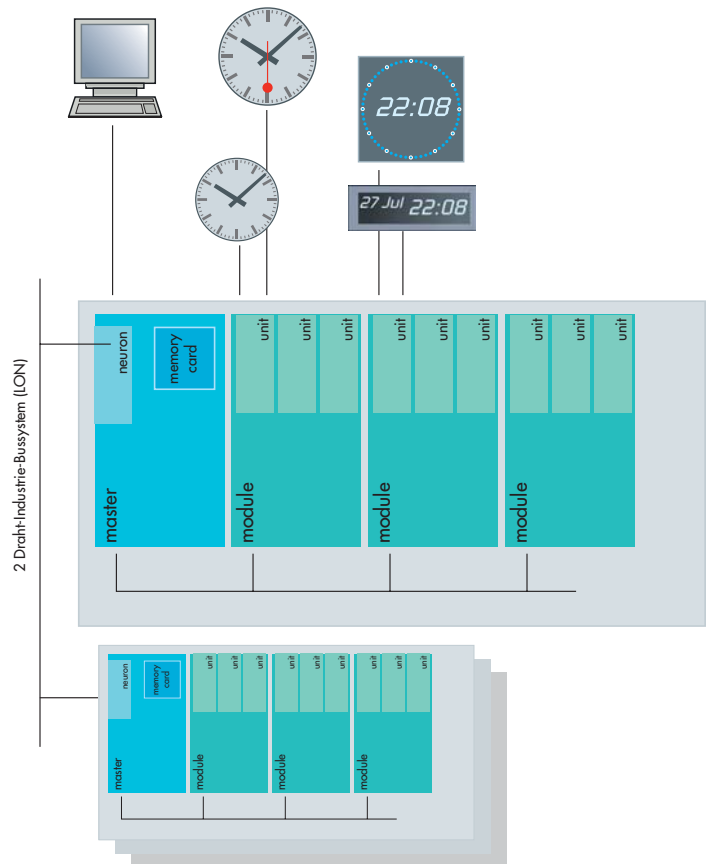 22:08
27 Jul 22:08
2 Draht-Industrie-Bussystem (LON)
neuron
memory
card
master
unit
unit
unit
module
unit
unit
unit
module
unit
unit
unit
module
neuron
memory
card
master
unit
unit
unit
module
unit
unit
unit
module
unit
unit
unit
module